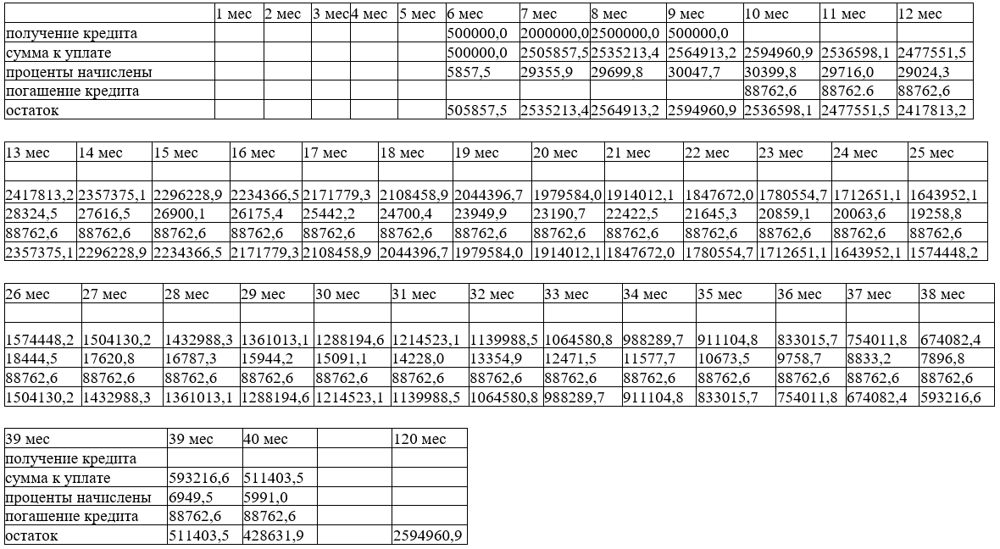 1 мес 2 мес 3 мес 4 мес 5 мес 6 мес 7 мес 8 мес 9 мес 10 мес 11 мес 12 мес
получение кредита 500000,0 2000000,0 2500000,0 500000,0
сумма к уплате 500000,0 2505857,5 2535213,4 2564913,2 2594960,9 2536598,1 2477551,5
проценты начислены 5857,5 29355,9 29699,8 30047,7 30399,8 29716,0 29024,3
погашение кредита 88762,6 88762.6 88762,6
остаток 505857,5 2535213,4 2564913,2 2594960,9 2536598,1 2477551,5 2417813,2
13 мес 14 мес 15 мес 16 мес 17 мес 18 мес 19 мес 20 мес 21 мес 22 мес 23 мес 24 мес 25 мес
2417813,2 2357375,1 2296228,9 2234366,5 2171779,3 2108458,9 2044396,7 1979584,0 1914012,1 1847672,0 1780554,7 1712651,1 1643952,1
28324,5 27616,5 26900,1 26175,4 25442,2 24700,4 23949,9 23190,7 22422,5 21645,3 20859,1 20063,6 19258,8
88762,6 88762,6 88762,6 88762,6 88762,6 88762,6 88762,6 88762,6 88762,6 88762,6 88762,6 88762,6 88762,6
2357375,1 2296228,9 2234366,5 2171779,3 2108458,9 2044396,7 1979584,0 1914012,1 1847672,0 1780554,7 1712651,1 1643952,1 1574448,2
26 мес 27 мес 28 мес 29 мес 30 мес 31 мес 32 мес 33 мес 34 мес 35 мес 36 мес 37 мес 38 мес
1574448,2 1504130,2 1432988,3 1361013,1 1288194,6 1214523,1 1139988,5 1064580,8 988289,7 911104,8 833015,7 754011,8 674082,4
18444,5 17620,8 16787,3 15944,2 15091,1 14228,0 13354,9 12471,5 11577,7 10673,5 9758,7 8833,2 7896,8
88762,6 88762,6 88762,6 88762,6 88762,6 88762,6 88762,6 88762,6 88762,6 88762,6 88762,6 88762,6 88762,6
1504130,2 1432988,3 1361013,1 1288194,6 1214523,1 1139988,5 1064580,8 988289,7 911104,8 833015,7 754011,8 674082,4 593216,6
39 мес 39 мес 40 мес 120 мес
получение кредита
сумма к уплате 593216,6 511403,5
проценты начислены 6949,5 5991,0
погашение кредита 88762,6 88762,6
остаток 511403,5 428631,9 2594960,9